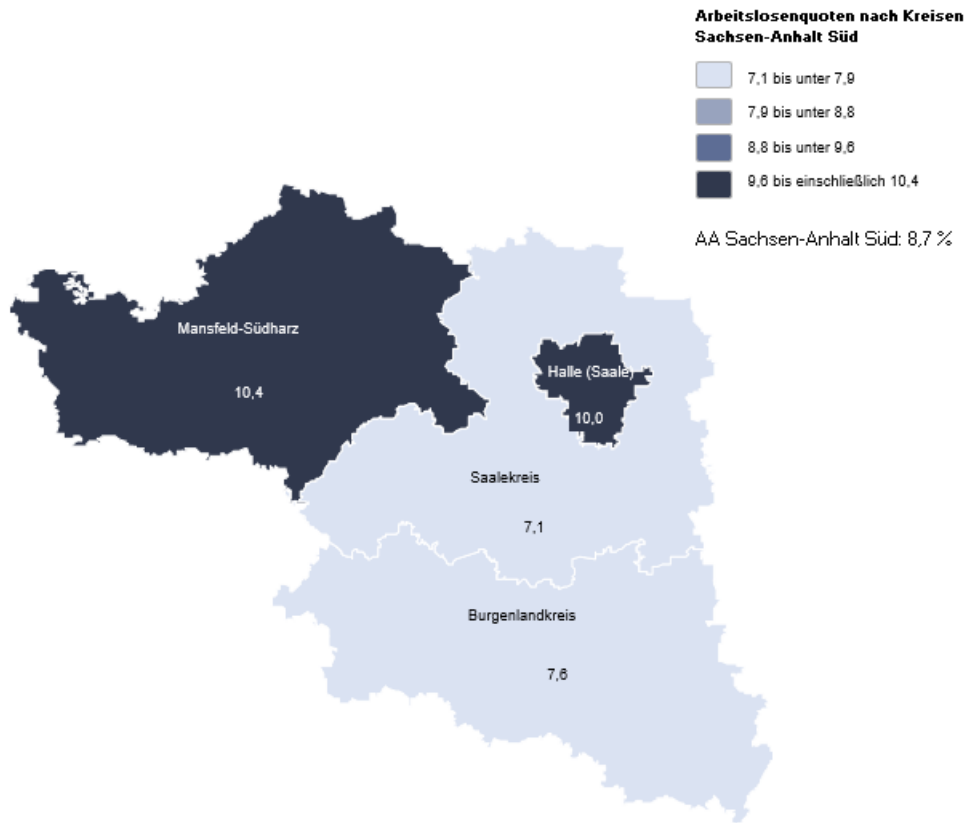 Arbeitslosenquoten nach Kreisen
Sachsen-Anhalt Süd
7,1 bis unter 7,9
7,9 bis unter 8,8
8,8 bis unter 9,6
9,6 bis einschließlich 10,4
AA Sachsen-Anhalt Süd: 8,7 %
Mansfeld-Südharz
10,4
Halle (Saale)
10,0
Saalekreis
7,1
Burgenlandkreis
7,6